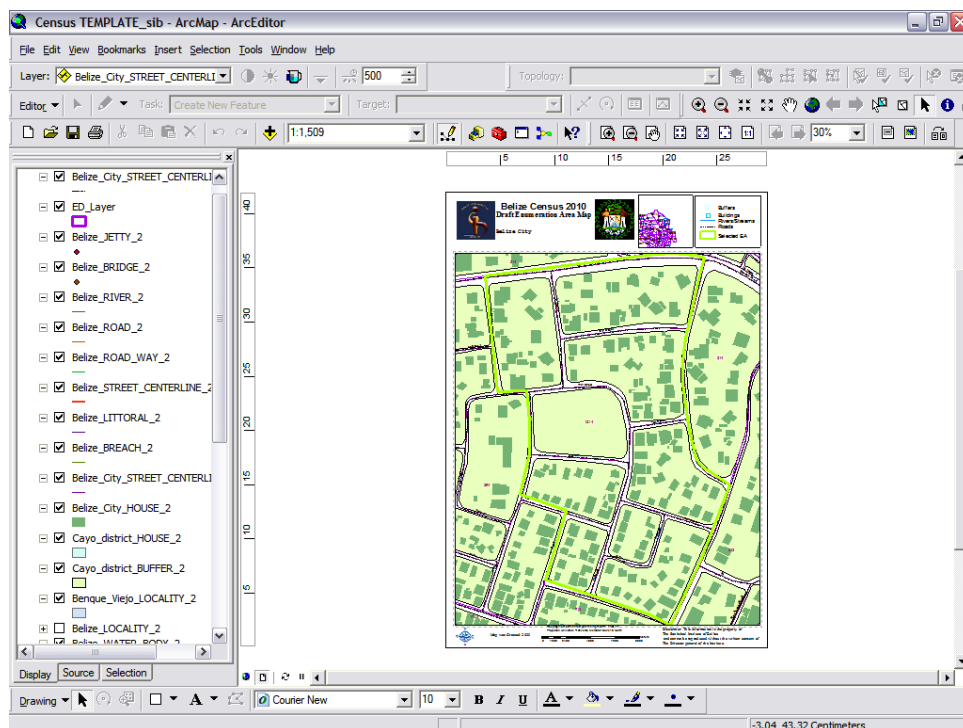 Census TEMPLATE_sib - ArcMap - ArcEditor
File Edit View Bookmarks Insert Selection Tools Window Help
Layer: Belize_City_STREET_CENTERLI 500 Topology:
Editor Task: Create New Feature Target:
1:1,509 30%
5 10 15 20 25
Belize_City_STREET_CENTERLI
ED_Layer
Belize_JETTY_2
Belize_BRIDGE_2
Belize_RIVER_2
Belize_ROAD_2
Belize_ROAD_WAY_2
Belize_STREET_CENTERLINE_2
Belize_LITTORAL_2
Belize_BREACH_2
Belize_City_STREET_CENTERLI
Belize_City_HOUSE_2
Cayo_district_HOUSE_2
Cayo_district_BUFFER_2
Benque_Viejo_LOCALITY_2
Belize_LOCALITY_2
Belize_WATER_BODY_2
Display Source Selection
40
35
30
25
20
15
10
5
Belize Census 2010
Draft Enumeration Area Map
Belize City
Buffers
Buildings
Rivers/Streams
Roads
Selected EA
Drawing Courier New 10 B I U A
-3.04 43.32 Centimeters